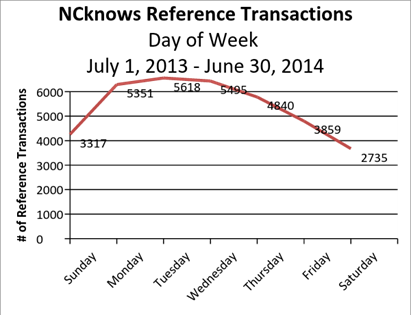 NCknows Reference Transactions
Day of Week
July 1, 2013 - June 30, 2014
# of Reference Transactions
6000
5000
4000
3000
2000
1000
0
3317
5351
5618
5495
4840
3859
2735
Sunday
Monday
Tuesday
Wednesday
Thursday
Friday
Saturday